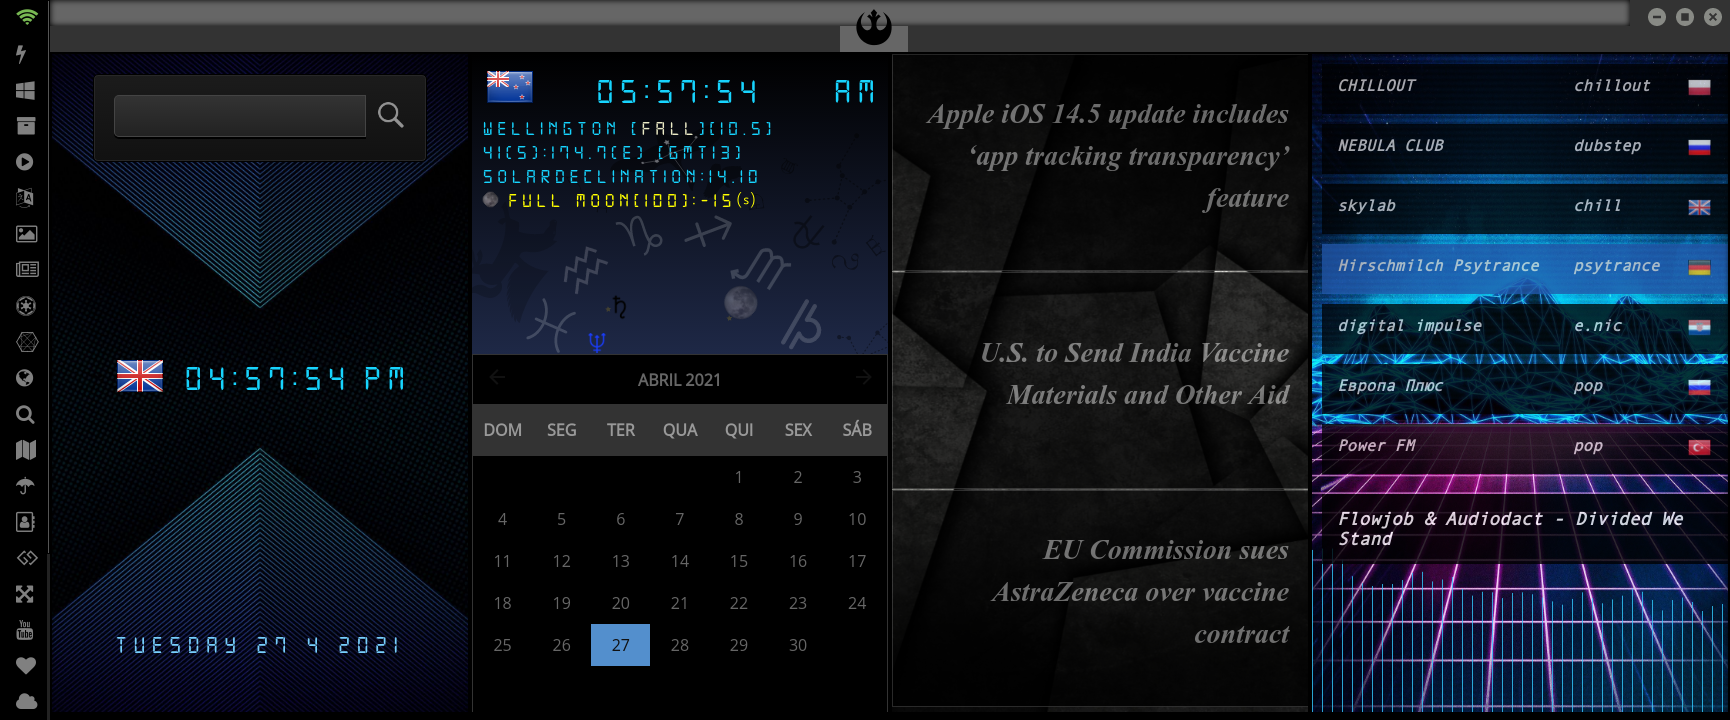 04:57:54 PM
TUESDAY 27 4 2021
05:57:54 AM
WELLINGTON [FALL][10.5]
41(S):174.7(E) [GMT13]
SOLARDECLINATION:14.10
FULL MOON[100]:-15(s)
ABRIL 2021
DOM SEG TER QUA QUI SEX SÁB
1 2 3
4 5 6 7 8 9 10
11 12 13 14 15 16 17
18 19 20 21 22 23 24
25 26 27 28 29 30
Apple iOS 14.5 update includes
‘app tracking transparency’
feature
U.S. to Send India Vaccine
Materials and Other Aid
EU Commission sues
AstraZeneca over vaccine
contract
CHILLOUT chillout
NEBULA CLUB dubstep
skylab chill
Hirschmilch Psytrance psytrance
digital impulse e.nic
Европа Плюс pop
Power FM pop
Flowjob & Audiodact - Divided We
Stand
You
Tube